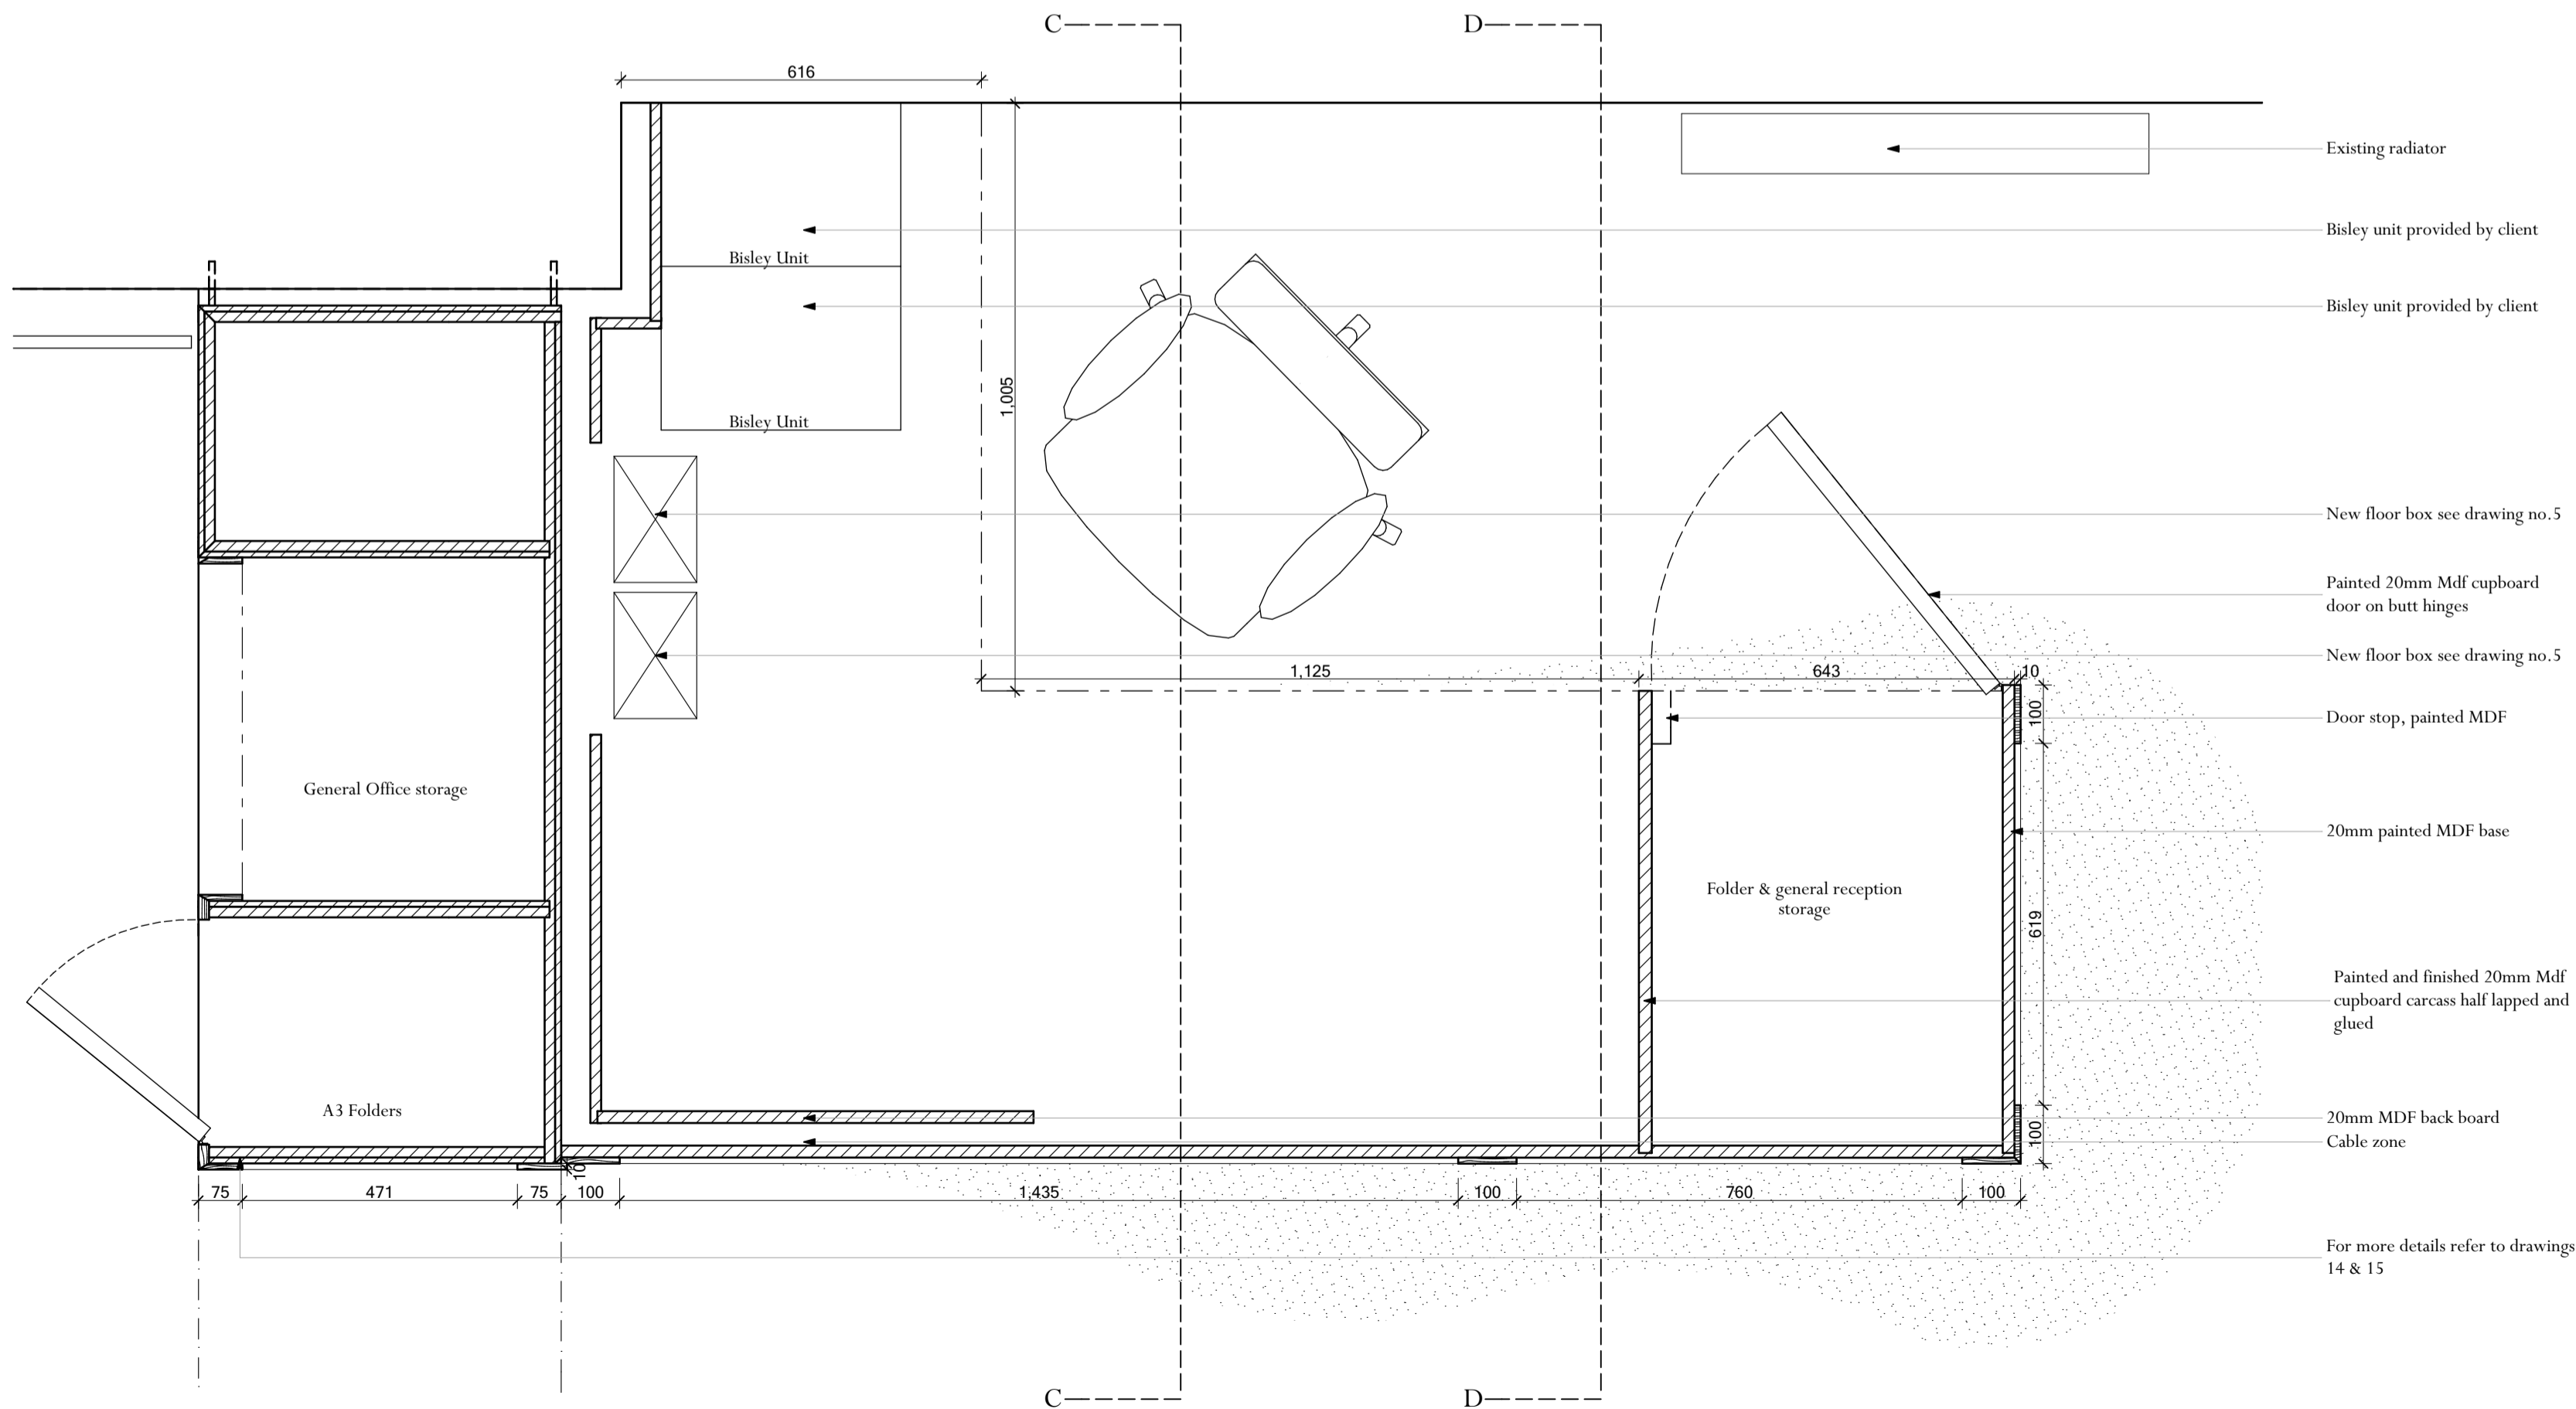 C
D
616
Existing radiator
Bisley unit provided by client
Bisley Unit
Bisley unit provided by client
1,005
Bisley Unit
New floor box see drawing no.5
Painted 20mm Mdf cupboard
door on butt hinges
New floor box see drawing no.5
1,125
643
10
100
Door stop, painted MDF
General Office storage
20mm painted MDF base
Folder & general reception
storage
619
Painted and finished 20mm Mdf
cupboard carcass half lapped and
glued
A3 Folders
20mm MDF back board
100
Cable zone
10
75
471
75
100
1,435
100
760
100
For more details refer to drawings
14 & 15
C
D